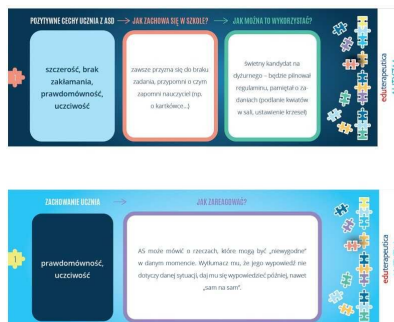 POZYTYWNE CECHY UCZNIA Z ASD → JAK ZACHOWA SIĘ W SZKOLE? → JAK MOŻNA TO WYKORZYSTAĆ?
szczerość, brak
zakłamania,
prawdomówność,
uczciwość
zawsze przyzna się do braku
zadania, przypomni o czym
zapomni nauczyciel (np.
o kartkówce...)
świetny kandydat na
dyżurnego – będzie pilnował
regulaminu, pamiętał o za-
daniach (podlanie kwiatów
w sali, ustawienie krzeseł)
eduterapeutica
ZACHOWANIE UCZNIA → JAK ZAREAGOWAĆ?
1
prawdomówność,
uczciwość
AS może mówić o rzeczach, które mogą być „niewygodne"
w danym momencie. Wytłumacz mu, że jego wypowiedź nie
dotyczy danej sytuacji, daj mu się wypowiedzieć później, nawet
„sam na sam".
eduterapeutica